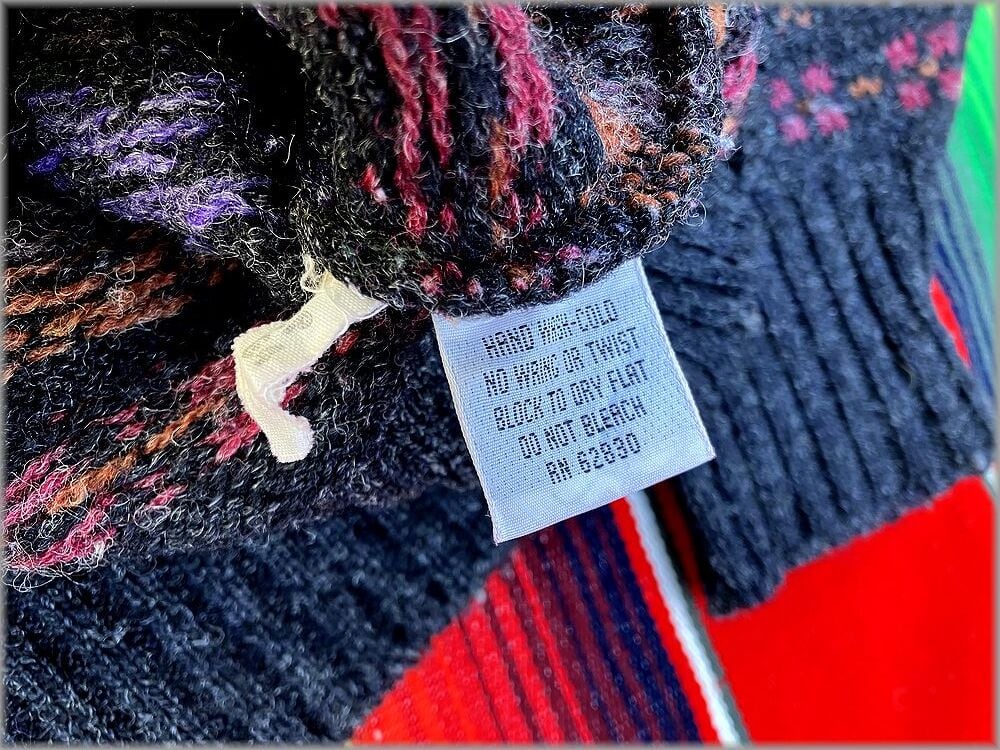 HAND WASH-COLD
NO WRING OR TWIST
BLOCK TO DRY FLAT
DO NOT BLEACH
RN 62830